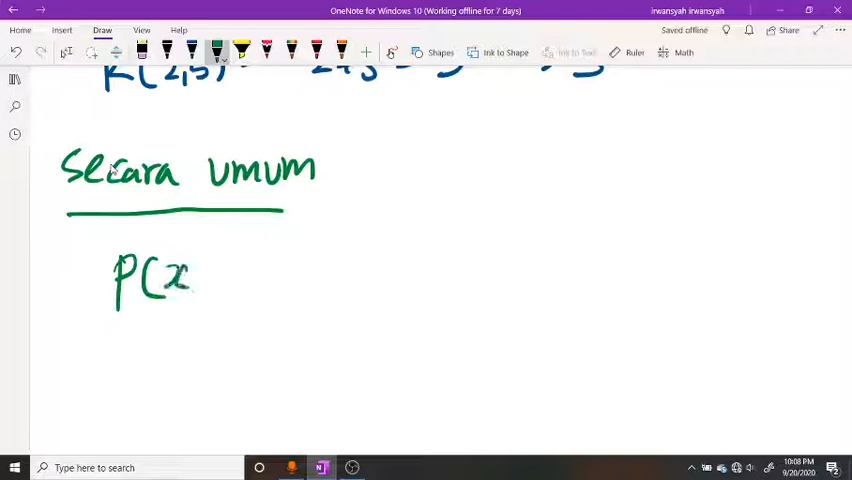 OneNote for Windows 10 (Working offline for 7 days)
irwansyah irwansyah
Home Insert Draw View Help
Saved offline Share
Shapes Ink to Shape Ink to Text Ruler Math
Secara umum
P(x
Type here to search
10:08 PM
9/20/2020
2